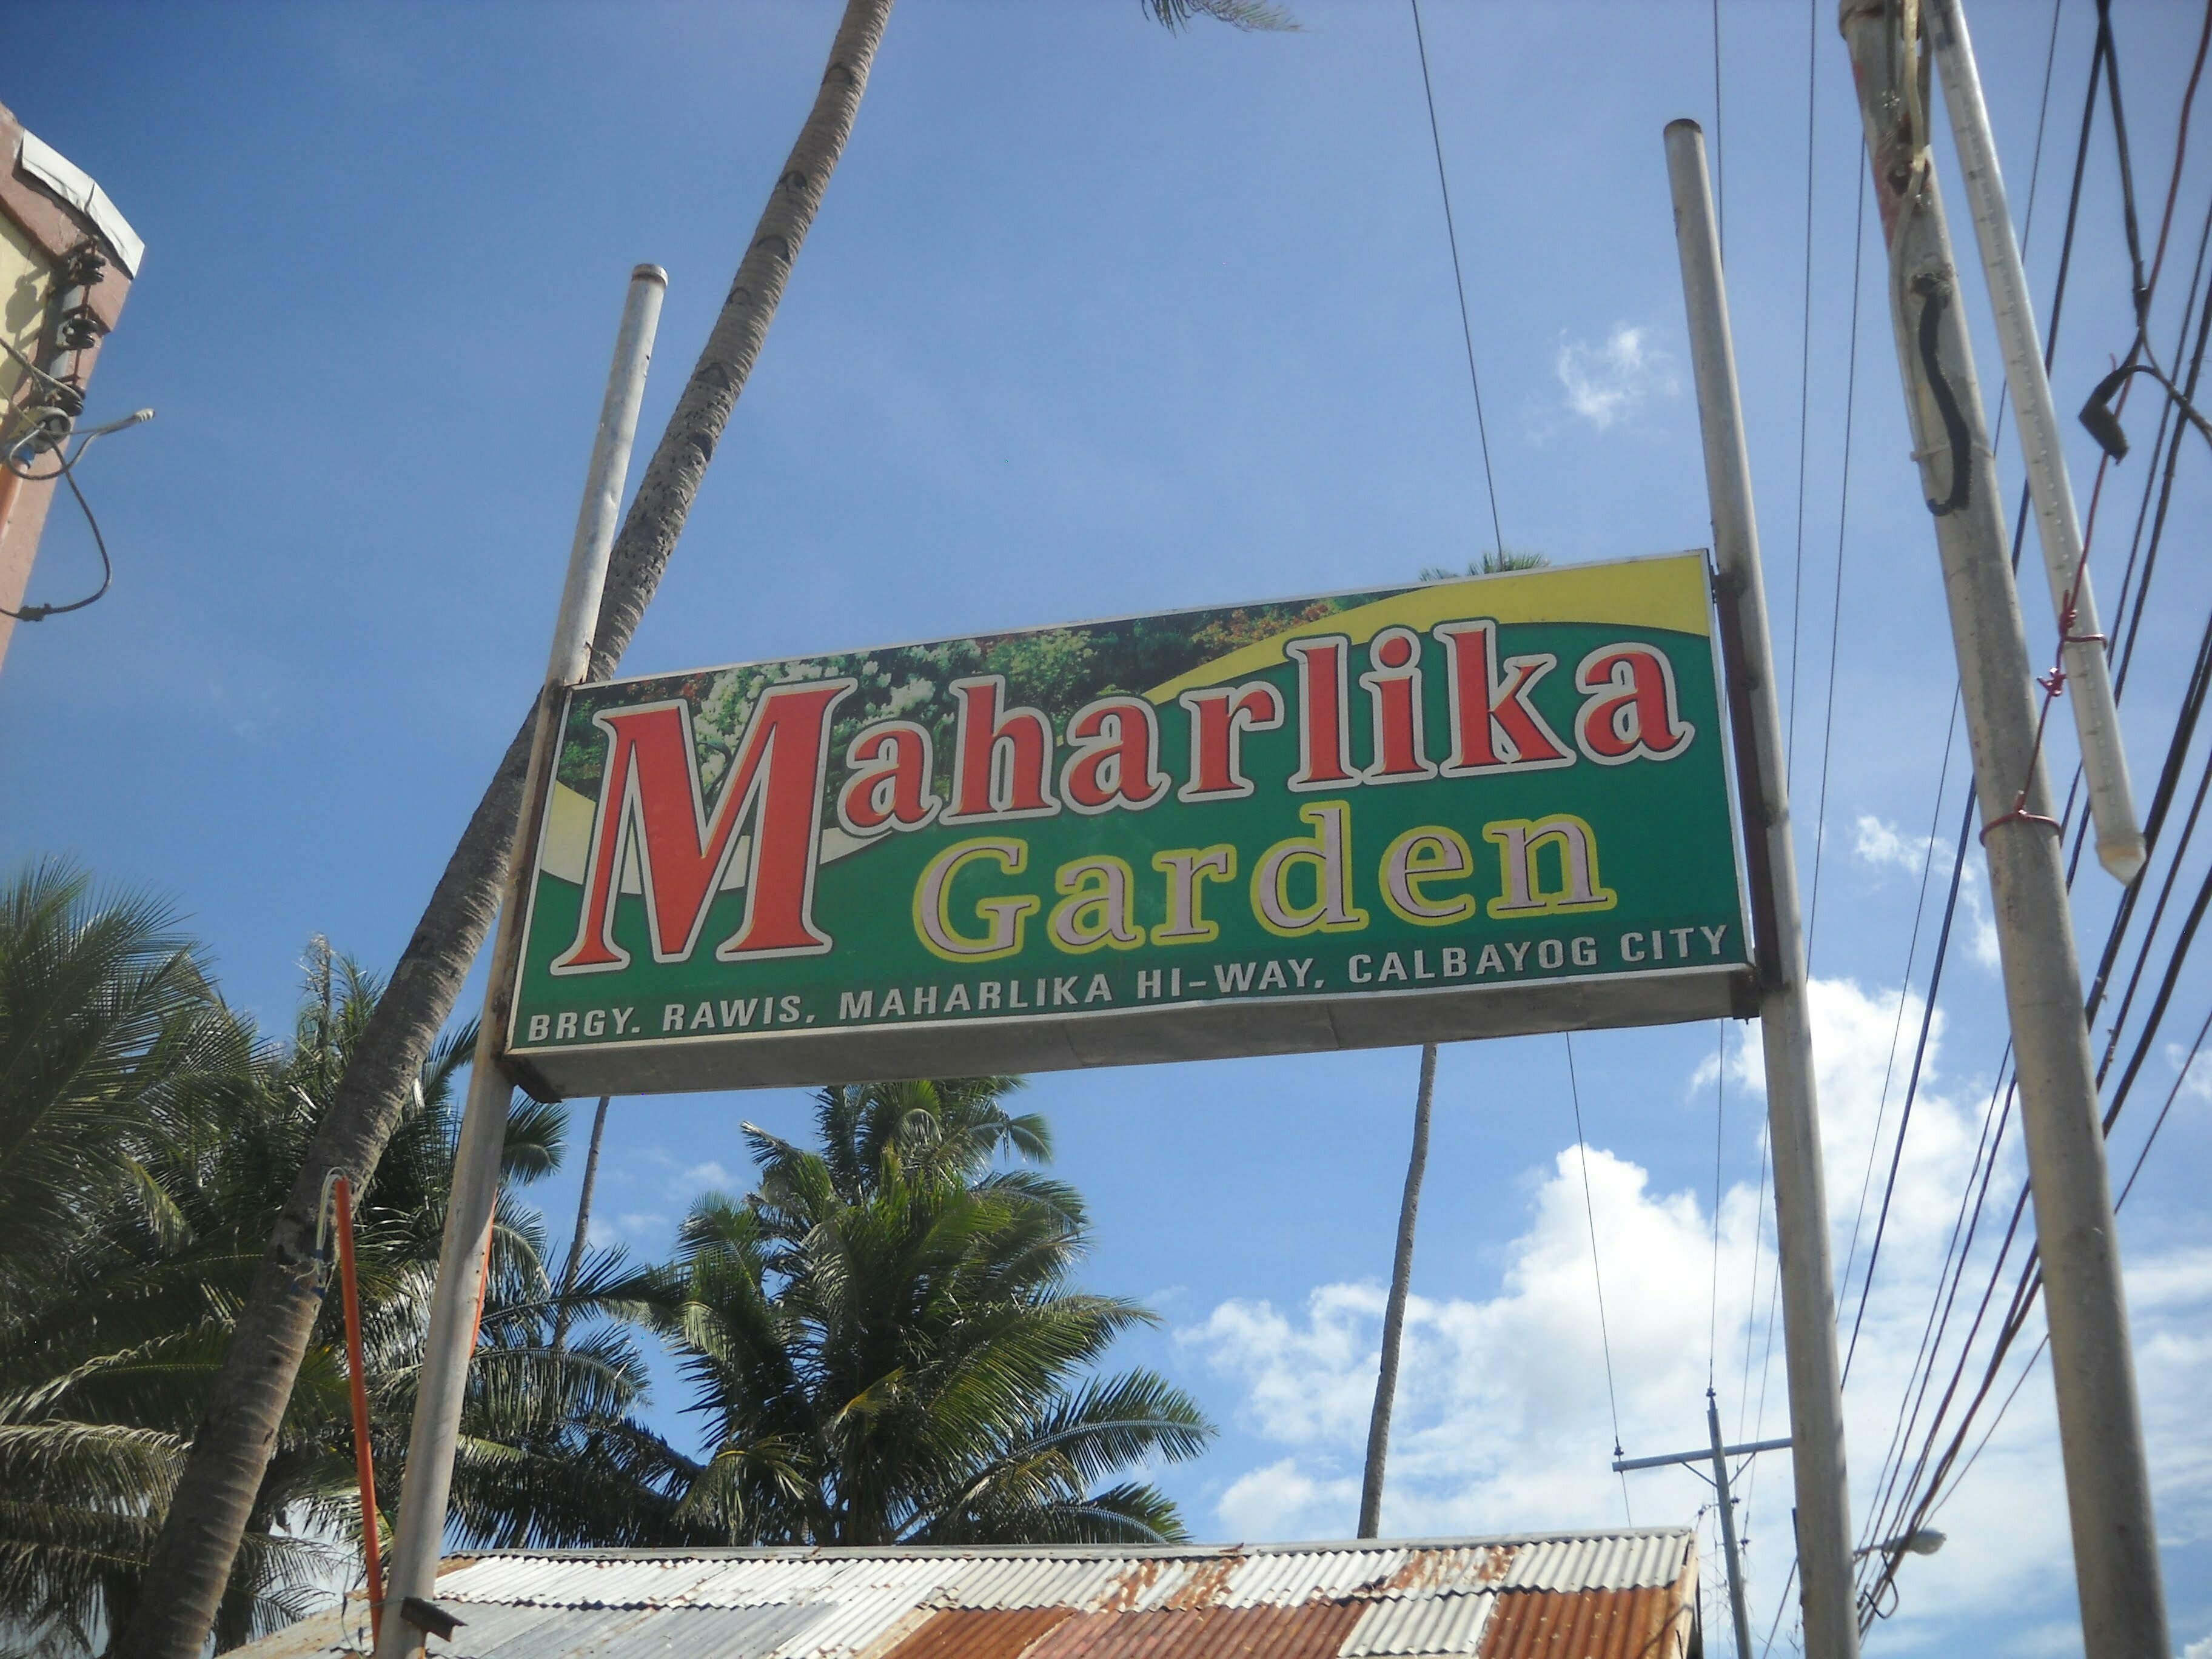 Maharlika
Garden
BRGY. RAWIS, MAHARLIKA HI-WAY, CALBAYOG CITY